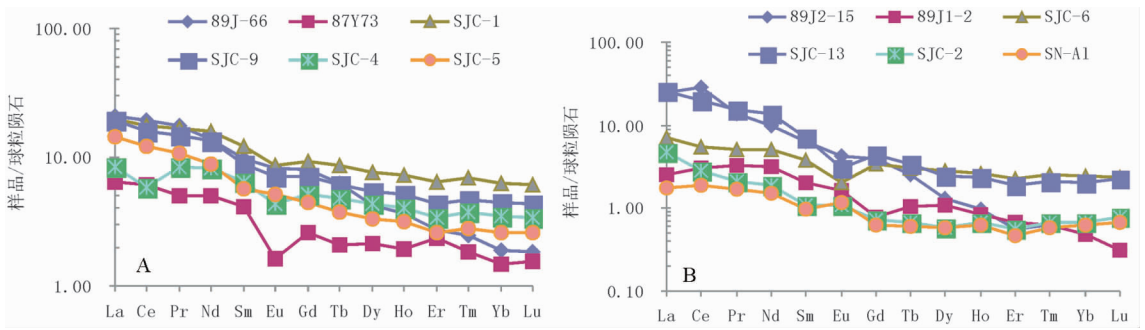 89J-66 87Y73 SJC-1
SJC-9 SJC-4 SJC-5
100.00
10.00
1.00
样品/球粒陨石
A
La Ce Pr Nd Sm Eu Gd Tb Dy Ho Er Tm Yb Lu
89J2-15 89J1-2 SJC-6
SJC-13 SJC-2 SN-A1
100.00
10.00
1.00
0.10
样品/球粒陨石
B
La Ce Pr Nd Sm Eu Gd Tb Dy Ho Er Tm Yb Lu